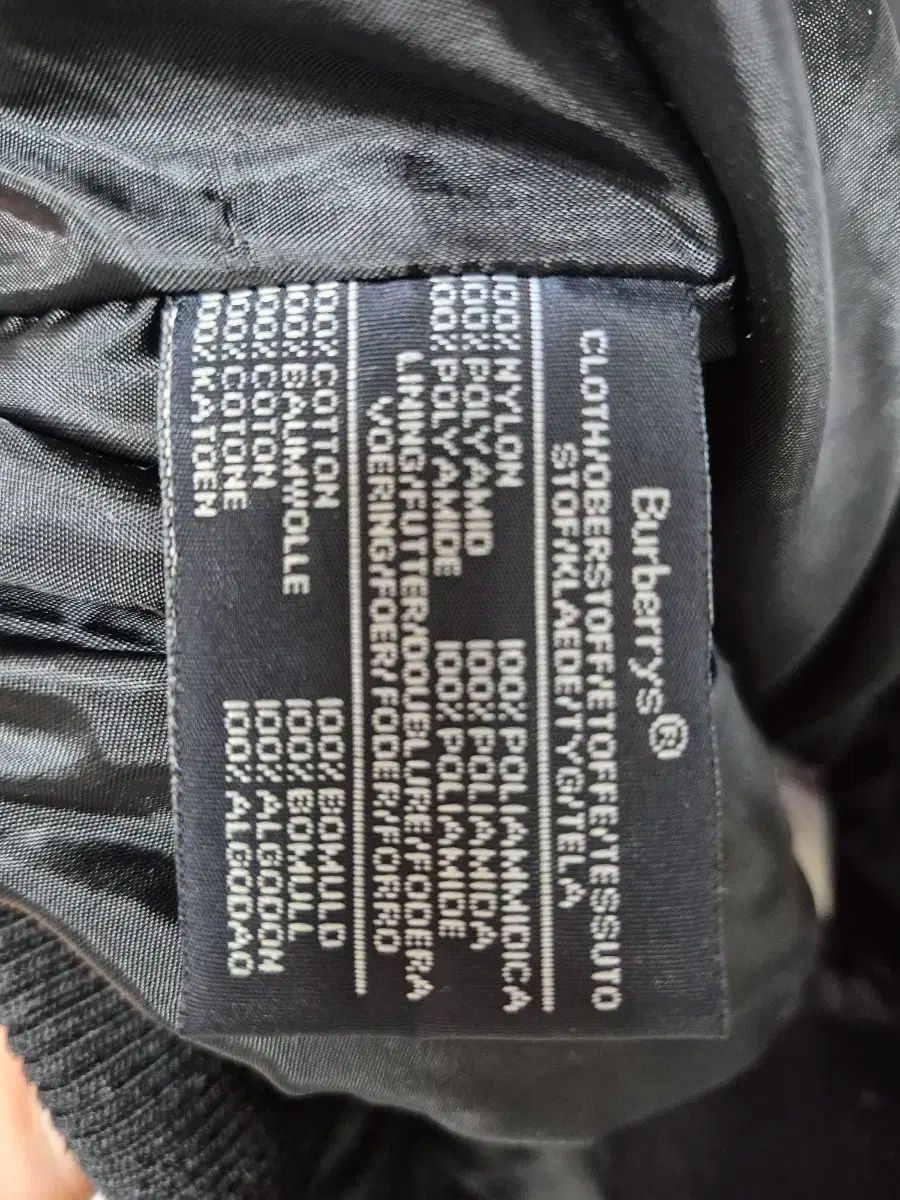 Burberrys®
CLOTH/OBERSTOFF/ETOFFE/TESSUTO
STOF/KLAEDE/TYG/TELA
100% NYLON 100% POLIAMMIDICA
100% POLYAMID 100% POLIAMIDA
100% POLYAMIDE 100% POLIAMIDE
LINING/FUTTER/DOUBLURE/FODERA
VOERING/FOER/FODER/FORRO
100% COTTON 100% BOMULD
100% BAUMWOLLE 100% BOMULL
100% COTON 100% ALGODON
100% COTONE 100% ALGODAO
100% KATOEN